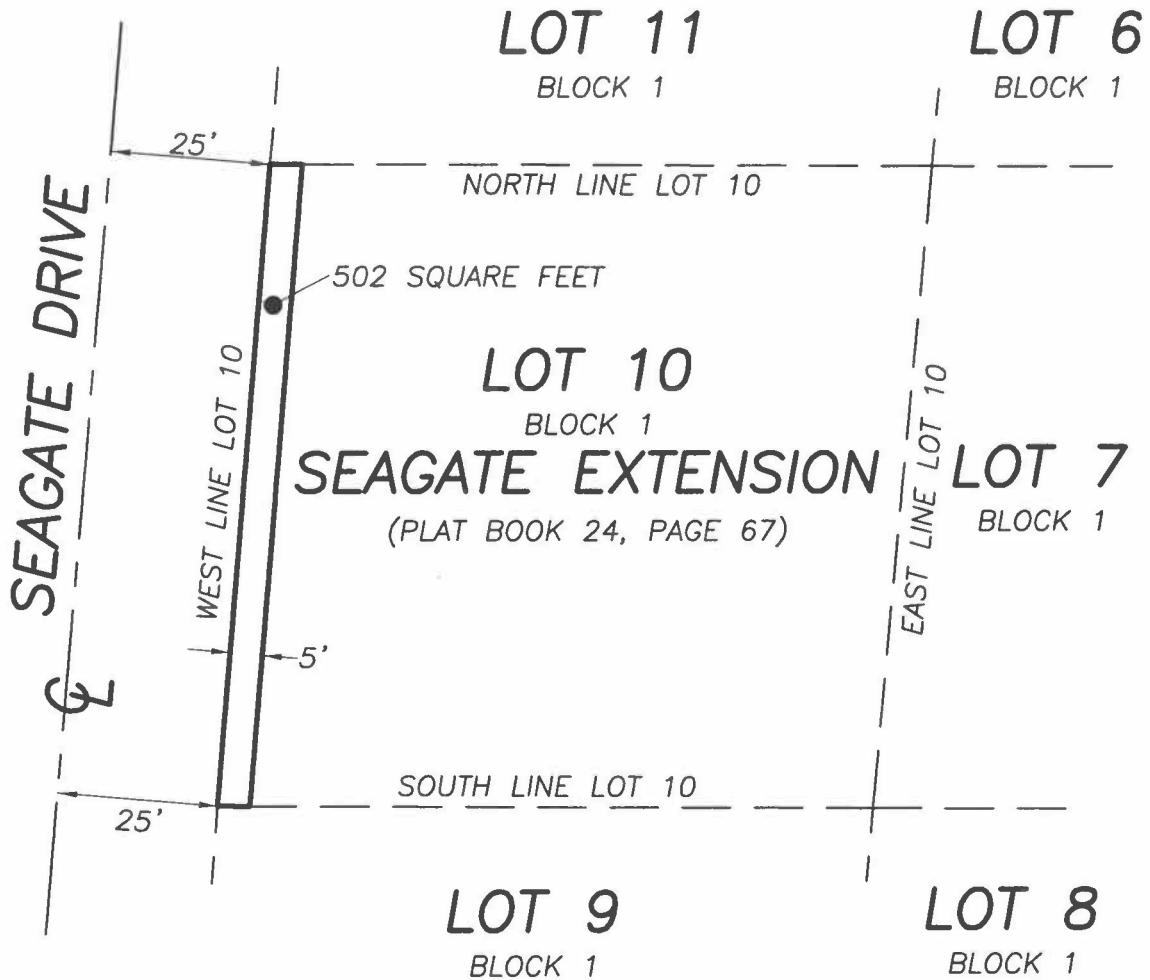 LOT 11
BLOCK 1
LOT 6
BLOCK 1
25'
NORTH LINE LOT 10
SEAGATE DRIVE
502 SQUARE FEET
WEST LINE LOT 10
LOT 10
BLOCK 1
SEAGATE EXTENSION
(PLAT BOOK 24, PAGE 67)
EAST LINE LOT 10
LOT 7
BLOCK 1
5'
℄
SOUTH LINE LOT 10
25'
LOT 9
BLOCK 1
LOT 8
BLOCK 1